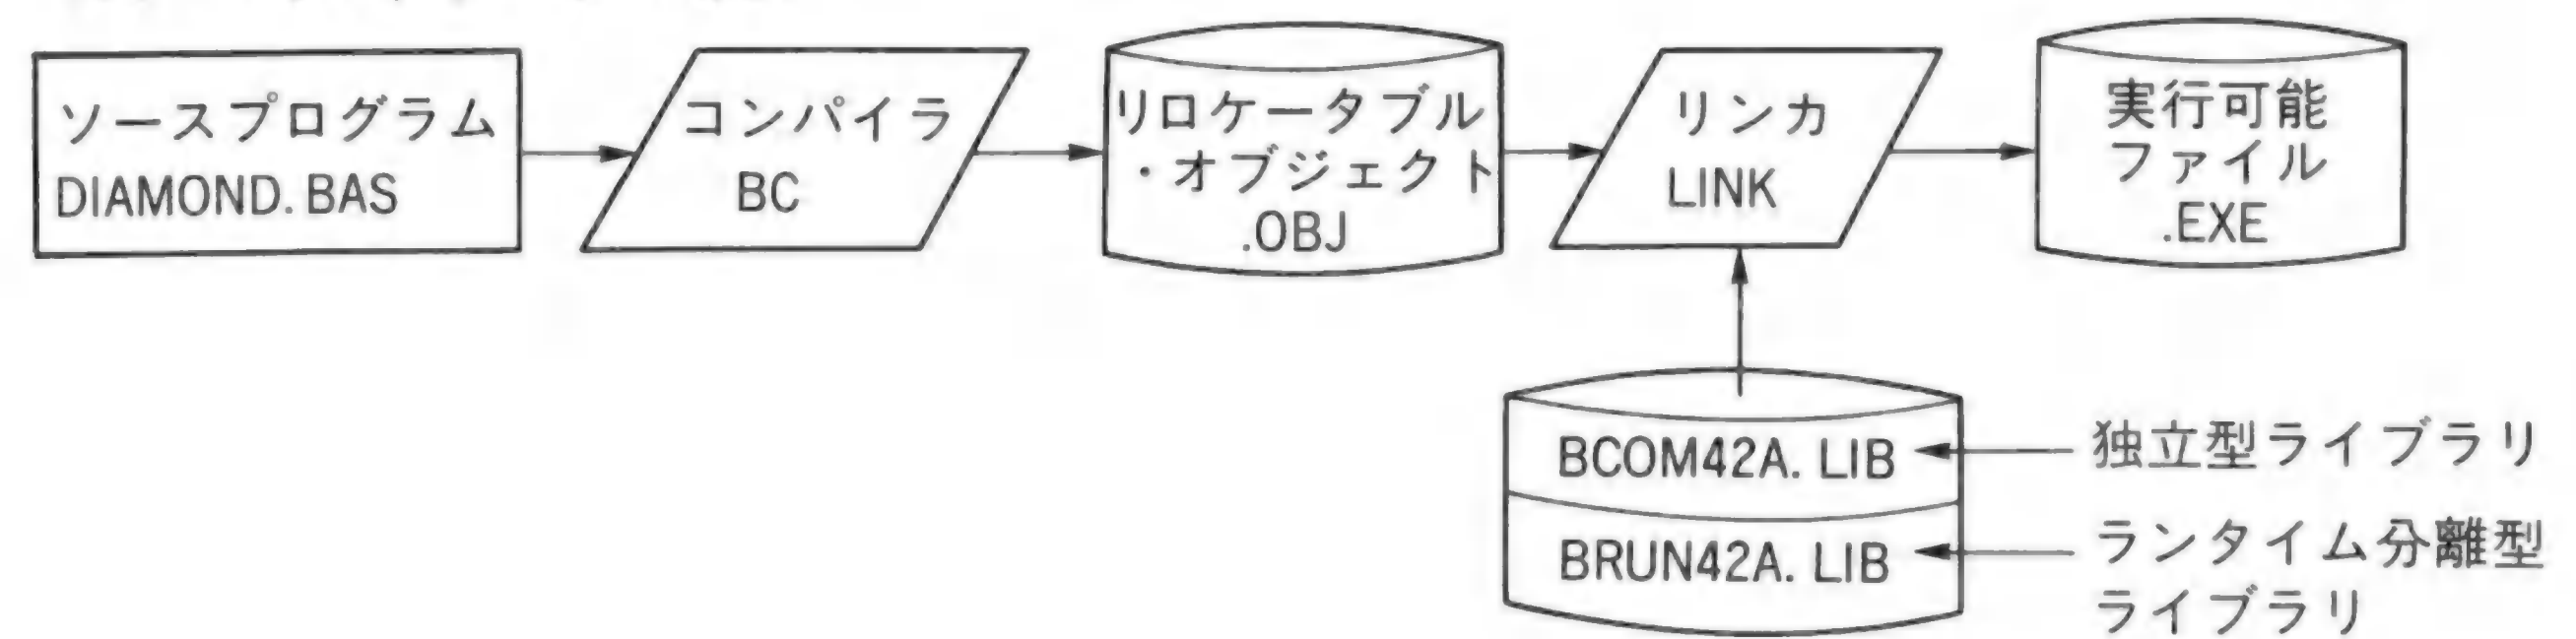 ソースプログラム
DIAMOND. BAS
コンパイラ
BC
リロケータブル
・オブジェクト
.OBJ
リンカ
LINK
実行可能
ファイル
.EXE
BCOM42A. LIB
独立型ライブラリ
BRUN42A. LIB
ランタイム分離型
ライブラリ